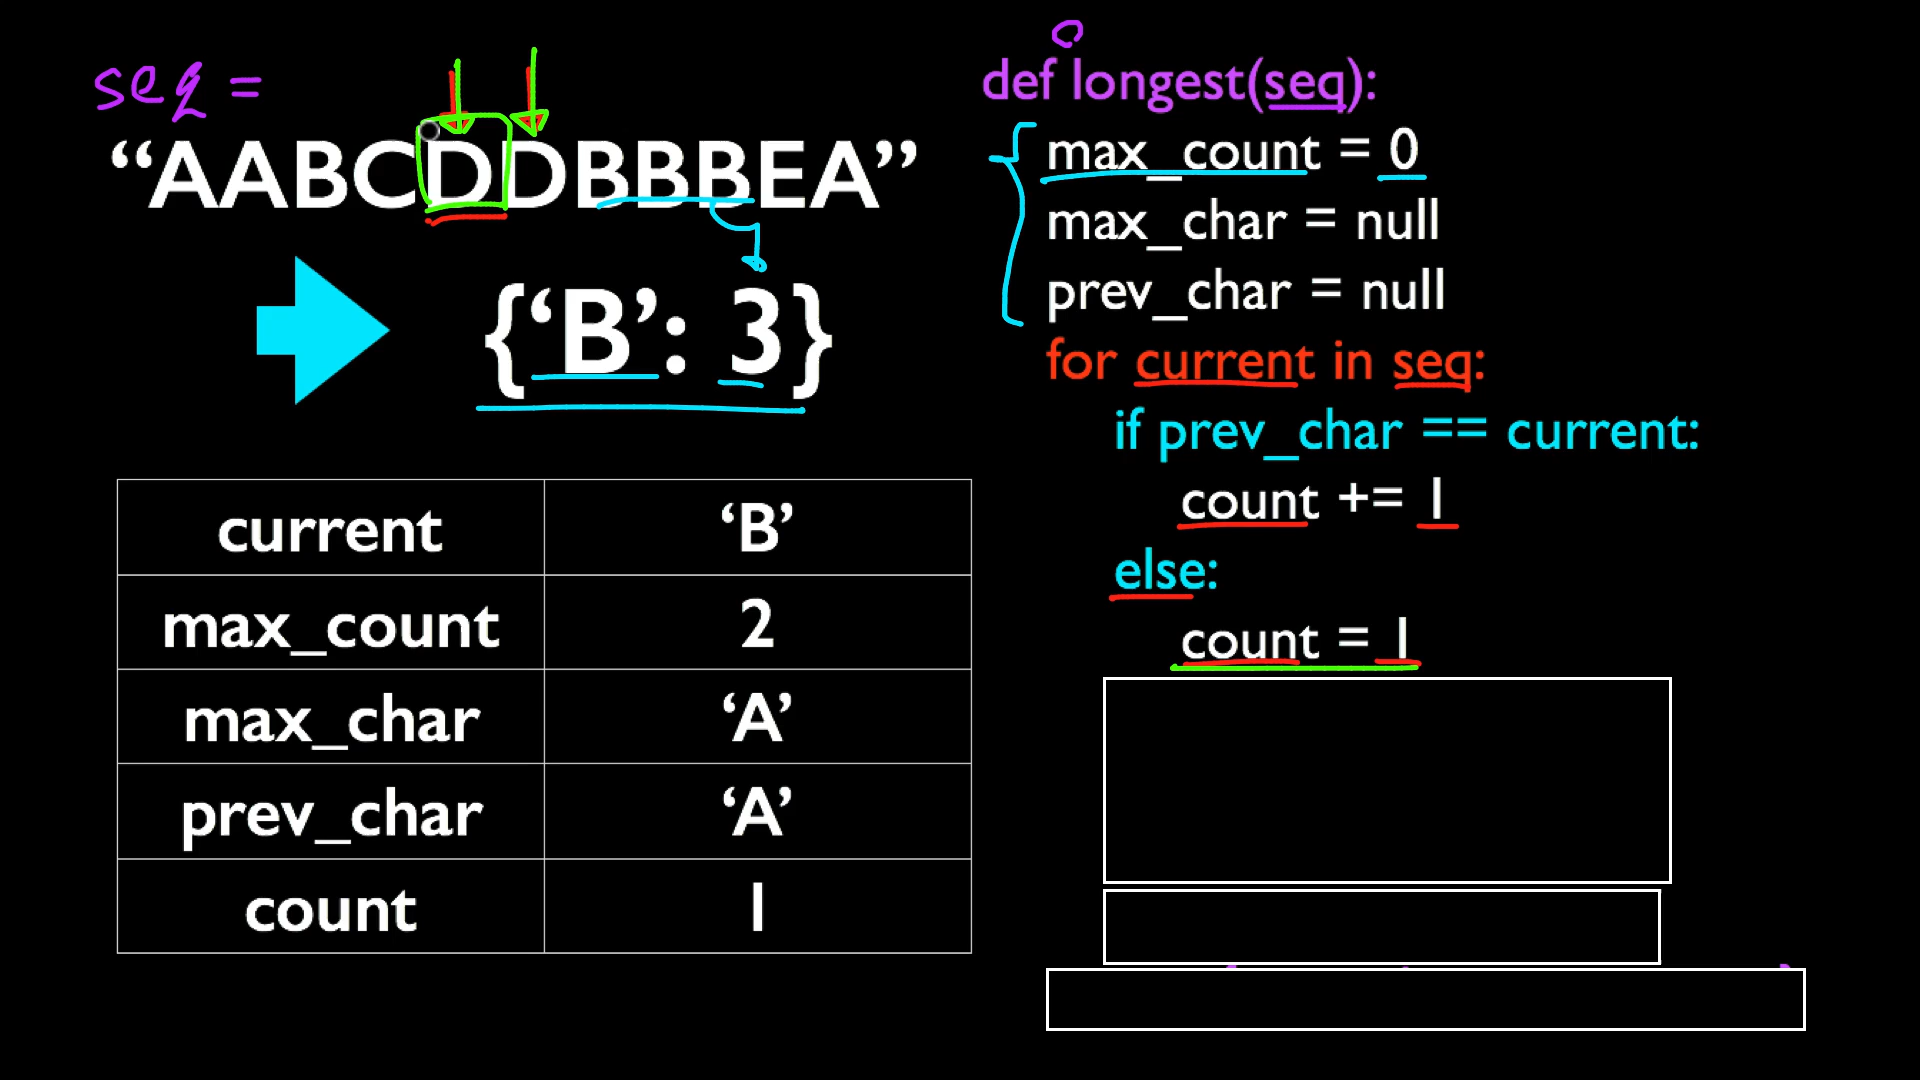 seq =
“AABCDDBBBEA”
{‘B’: 3}
current ‘B’
max_count 2
max_char ‘A’
prev_char ‘A’
count 1
def longest(seq):
max_count = 0
max_char = null
prev_char = null
for current in seq:
if prev_char == current:
count += 1
else:
count = 1